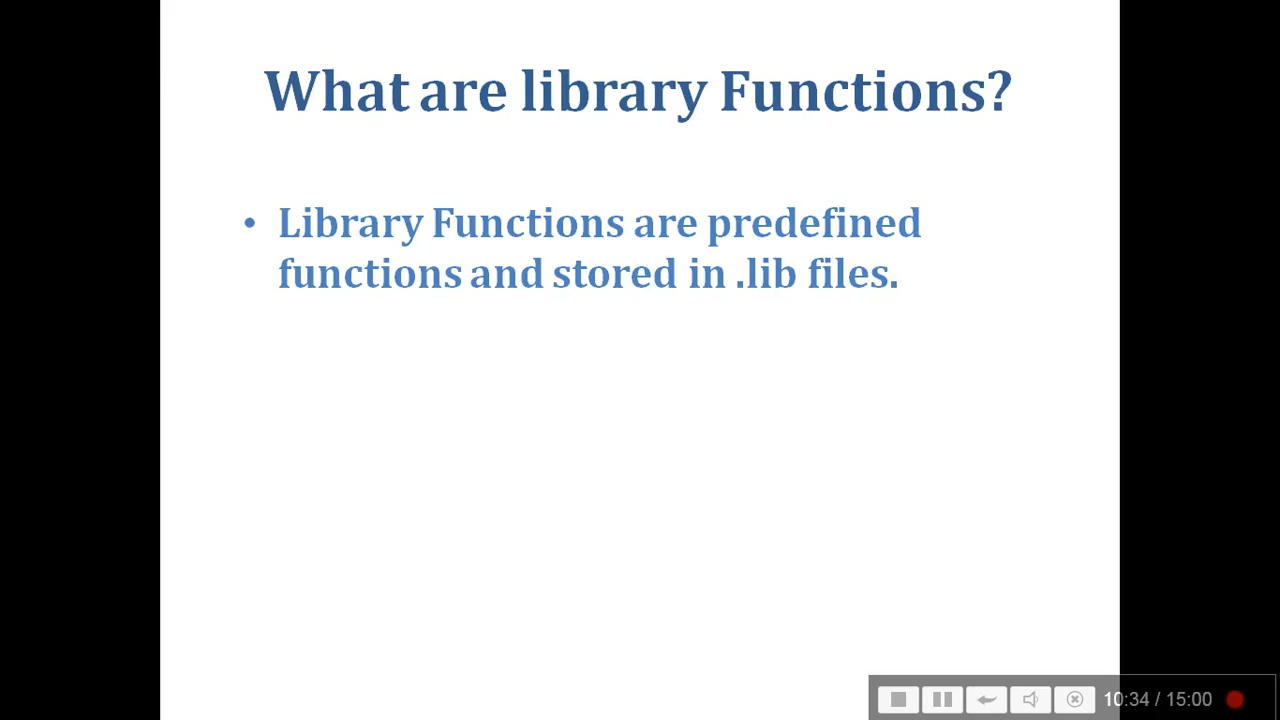 What are library Functions?
• Library Functions are predefined
functions and stored in .lib files.
10:34 / 15:00